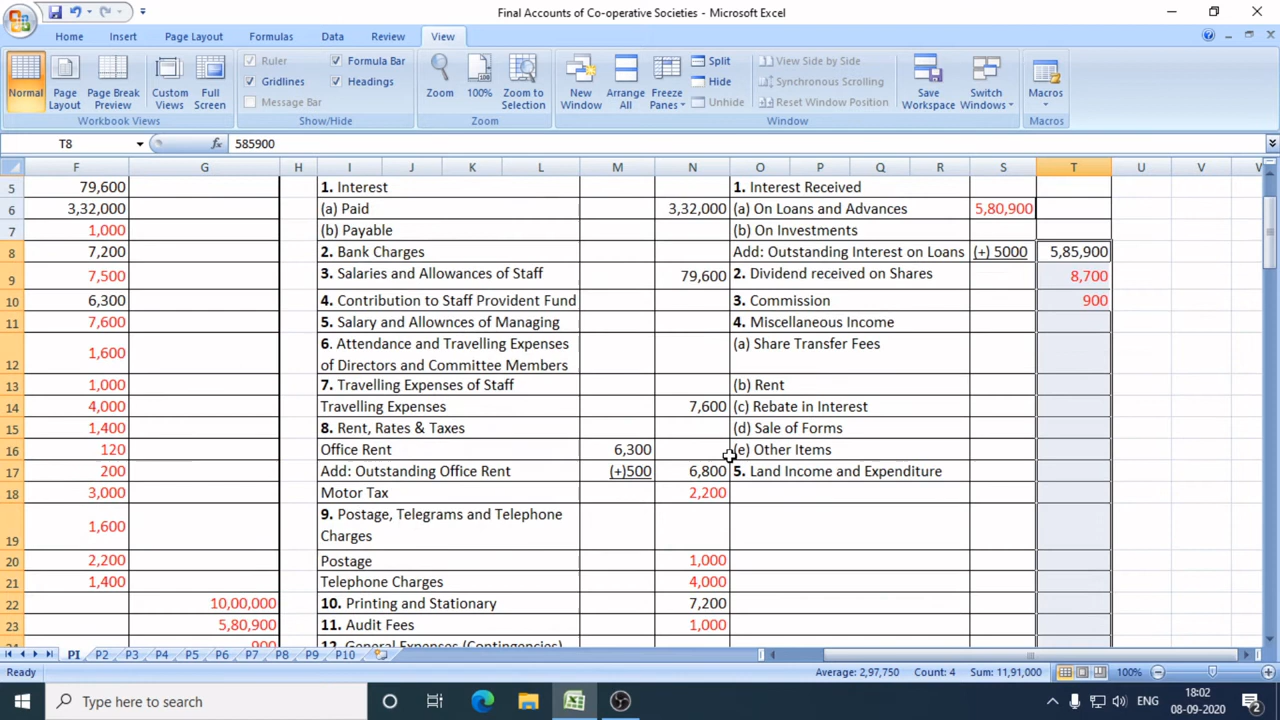 Final Accounts of Co-operative Societies - Microsoft Excel
Home Insert Page Layout Formulas Data Review View
Normal Page Layout Page Break Preview Custom Views Full Screen
Workbook Views
Ruler Formula Bar
Gridlines Headings
Message Bar
Show/Hide
Zoom 100% Zoom to Selection
Zoom
New Window Arrange All Freeze Panes
Split View Side by Side
Hide Synchronous Scrolling
Unhide Reset Window Position
Save Workspace Switch Windows
Window
Macros
Macros
T8 fx 585900
F G H I J K L M N O P Q R S T U V
5 79,600 1. Interest 1. Interest Received
6 3,32,000 (a) Paid 3,32,000 (a) On Loans and Advances 5,80,900
7 1,000 (b) Payable (b) On Investments
8 7,200 2. Bank Charges Add: Outstanding Interest on Loans (+) 5000 5,85,900
9 7,500 3. Salaries and Allowances of Staff 79,600 2. Dividend received on Shares 8,700
10 6,300 4. Contribution to Staff Provident Fund 3. Commission 900
11 7,600 5. Salary and Allownces of Managing 4. Miscellaneous Income
12 1,600 6. Attendance and Travelling Expenses of Directors and Committee Members (a) Share Transfer Fees
13 1,000 7. Travelling Expenses of Staff (b) Rent
14 4,000 Travelling Expenses 7,600 (c) Rebate in Interest
15 1,400 8. Rent, Rates & Taxes (d) Sale of Forms
16 120 Office Rent 6,300 (e) Other Items
17 200 Add: Outstanding Office Rent (+)500 6,800 5. Land Income and Expenditure
18 3,000 Motor Tax 2,200
19 1,600 9. Postage, Telegrams and Telephone Charges
20 2,200 Postage 1,000
21 1,400 Telephone Charges 4,000
22 10,00,000 10. Printing and Stationary 7,200
23 5,80,900 11. Audit Fees 1,000
900 12. General Expenses (Contingencies)
PI P2 P3 P4 P5 P6 P7 P8 P9 P10
Ready Average: 2,97,750 Count: 4 Sum: 11,91,000 100%
Type here to search
ENG
18:02
08-09-2020
2